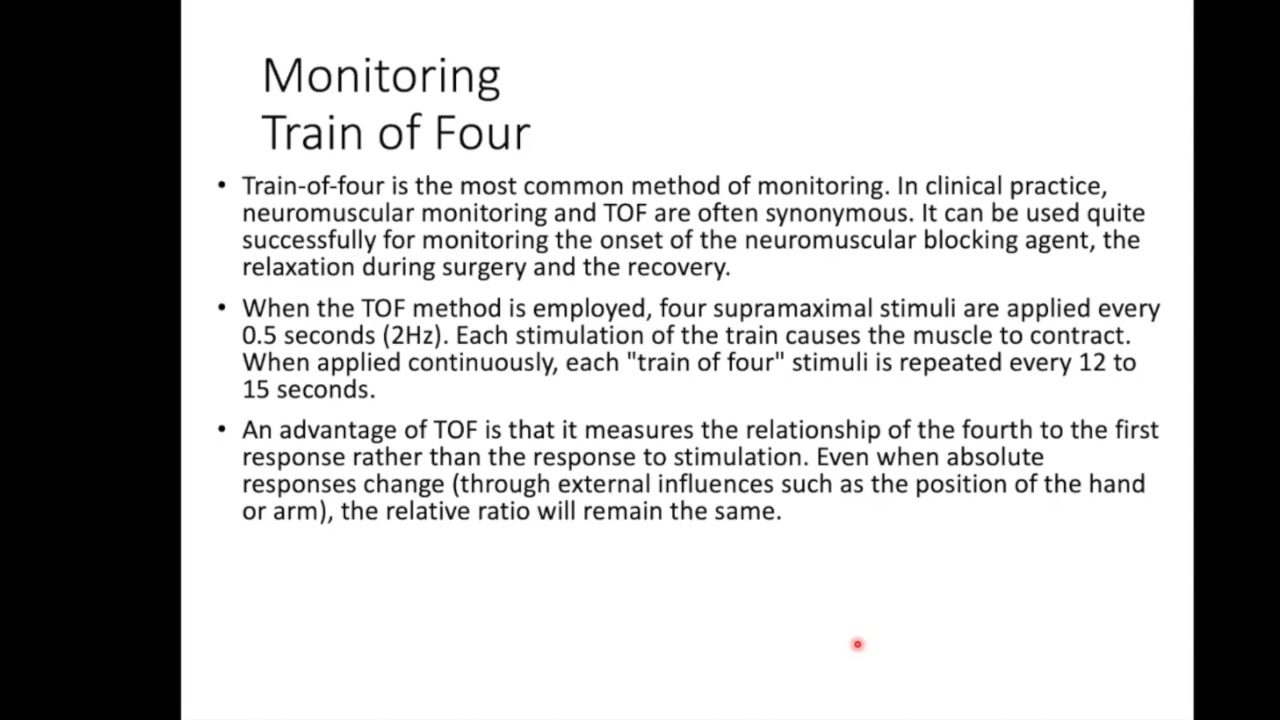 Monitoring
Train of Four
• Train-of-four is the most common method of monitoring. In clinical practice,
neuromuscular monitoring and TOF are often synonymous. It can be used quite
successfully for monitoring the onset of the neuromuscular blocking agent, the
relaxation during surgery and the recovery.
• When the TOF method is employed, four supramaximal stimuli are applied every
0.5 seconds (2Hz). Each stimulation of the train causes the muscle to contract.
When applied continuously, each "train of four" stimuli is repeated every 12 to
15 seconds.
• An advantage of TOF is that it measures the relationship of the fourth to the first
response rather than the response to stimulation. Even when absolute
responses change (through external influences such as the position of the hand
or arm), the relative ratio will remain the same.